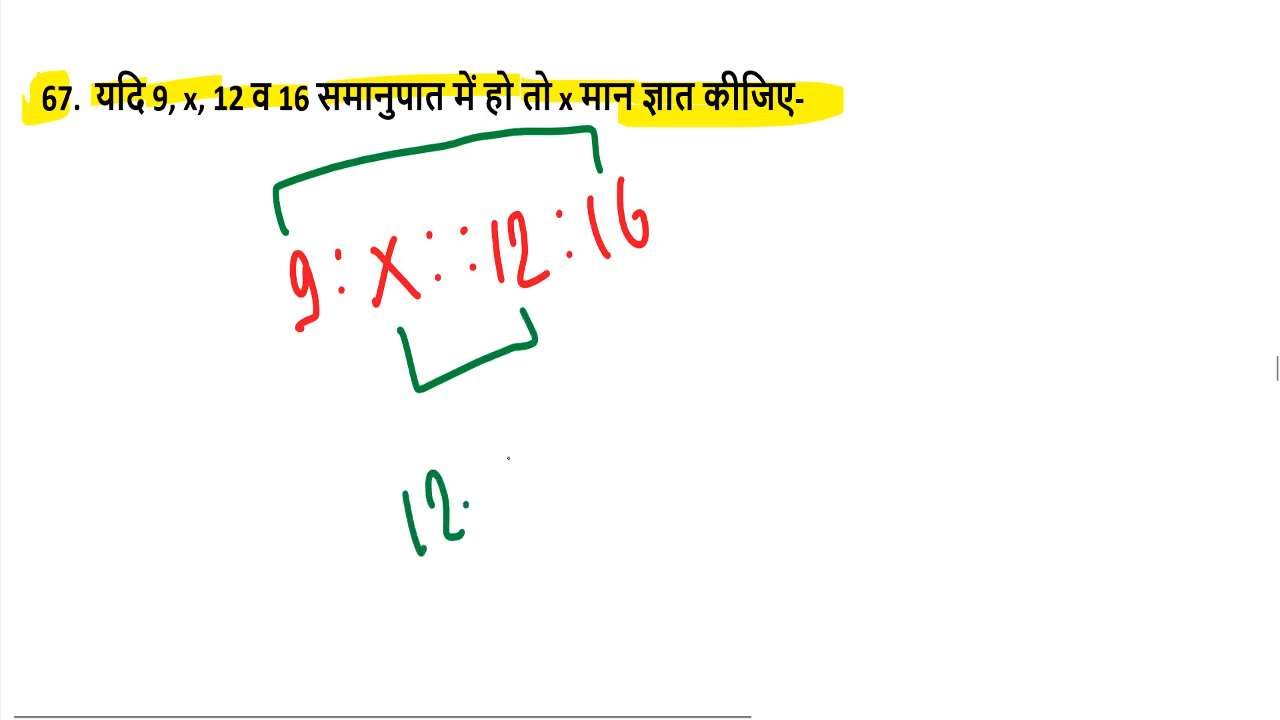 67. यदि 9, x, 12 व 16 समानुपात में हो तो x मान ज्ञात कीजिए-
9 : x : : 12 : 16
12.